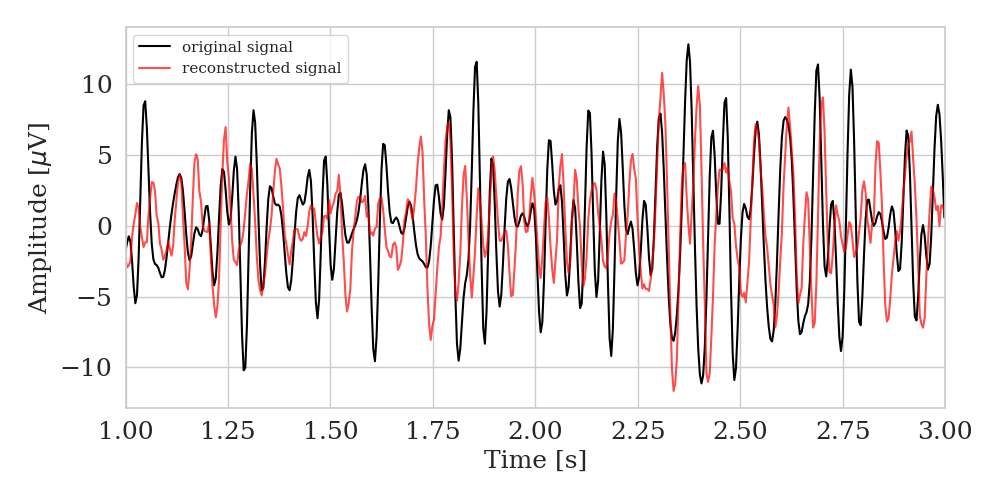 original signal
reconstructed signal
Amplitude [μV]
10
5
0
−5
−10
1.00 1.25 1.50 1.75 2.00 2.25 2.50 2.75 3.00
Time [s]